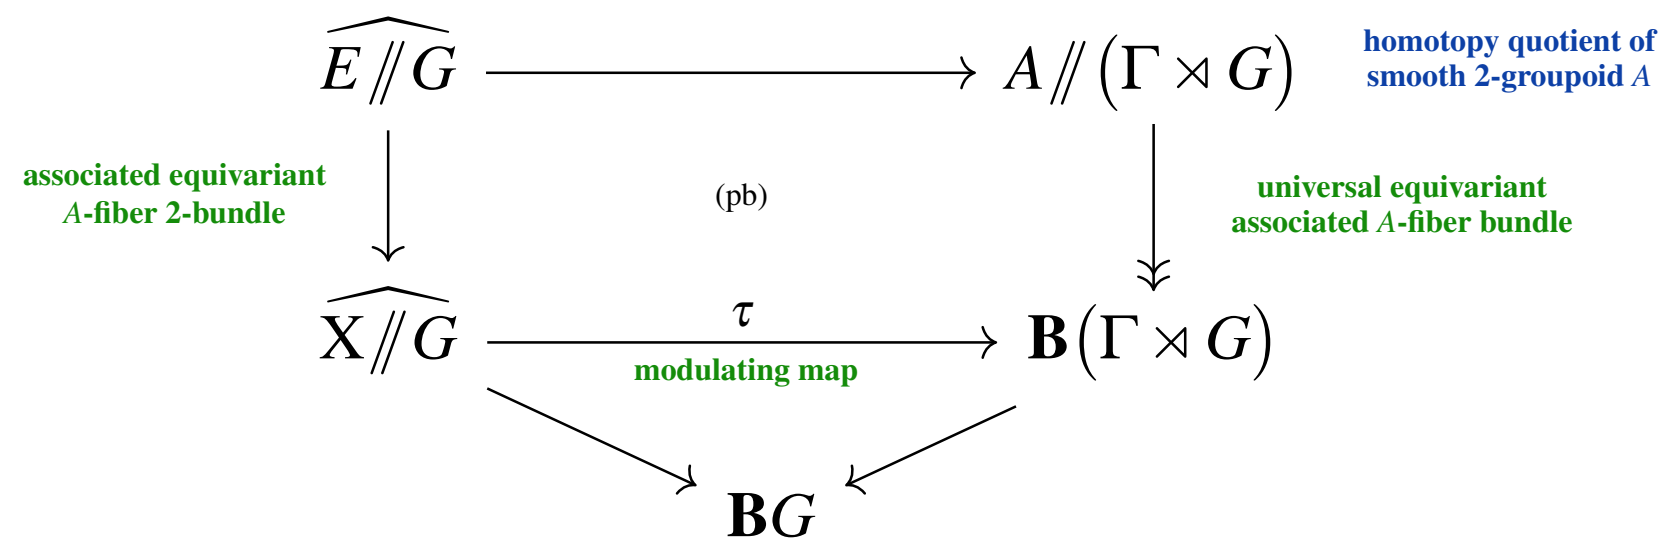 E⫽G
A⫽(Γ ⋊ G)
homotopy quotient of
smooth 2-groupoid A
associated equivariant
A-fiber 2-bundle
(pb)
universal equivariant
associated A-fiber bundle
X⫽G
τ
modulating map
B(Γ ⋊ G)
BG